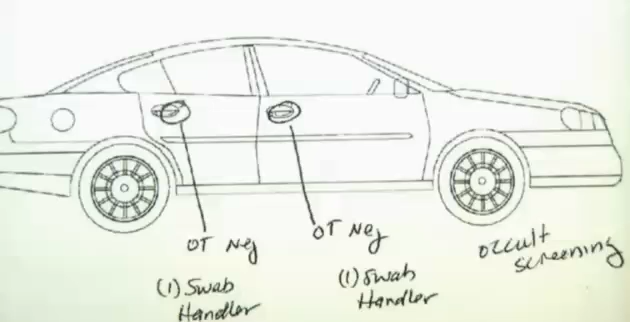 OT Neg
(1) Swab
Handler
OT Neg
(1) Swab
Handler
occult
screening